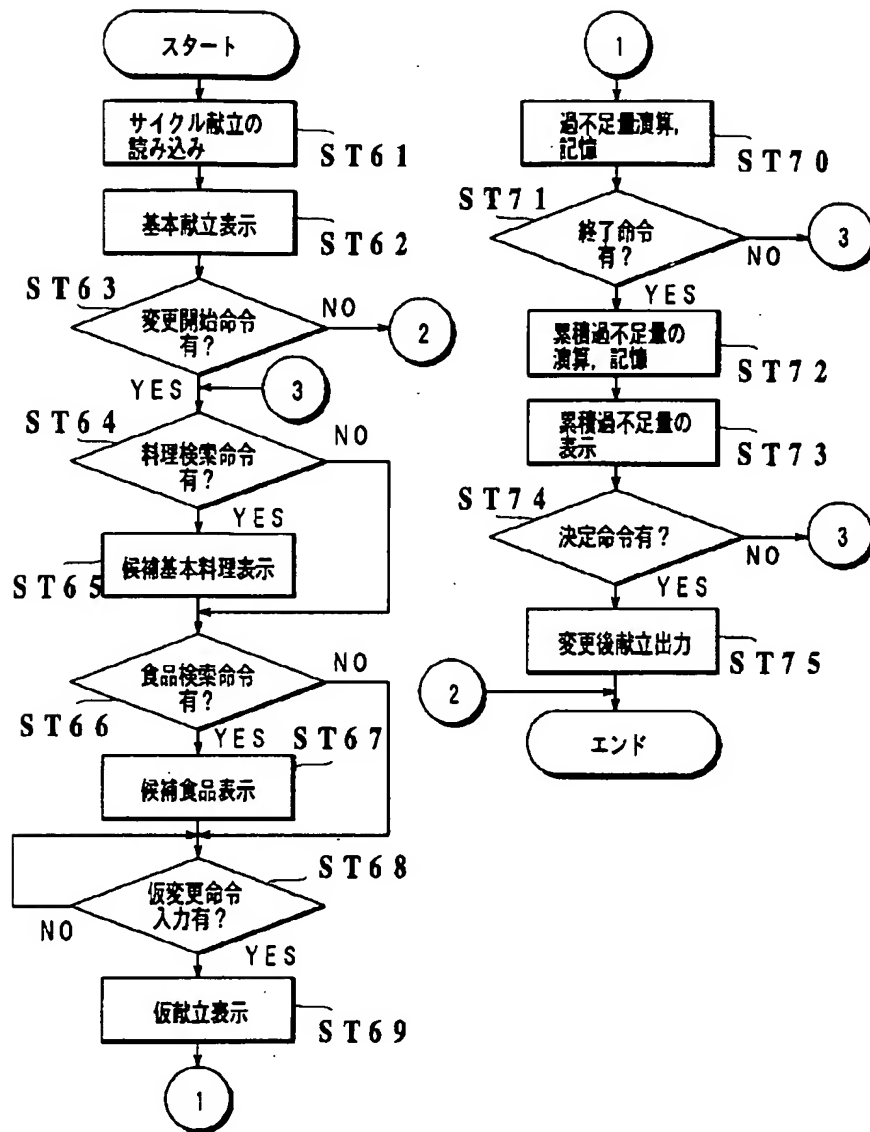 スタート
サイクル献立の
読み込み
ST61
基本献立表示
ST62
ST63
変更開始命令
有?
NO
2
YES
3
ST64
料理検索命令
有?
NO
YES
候補基本料理表示
ST65
食品検索命令
有?
NO
ST66
YES
ST67
候補食品表示
ST68
仮変更命令
入力有?
NO
YES
仮献立表示
ST69
1
1
過不足量演算,
記憶
ST70
ST71
終了命令
有?
NO
3
YES
累積過不足量の
演算, 記憶
ST72
累積過不足量の
表示
ST73
ST74
決定命令有?
NO
3
YES
変更後献立出力
ST75
2
エンド